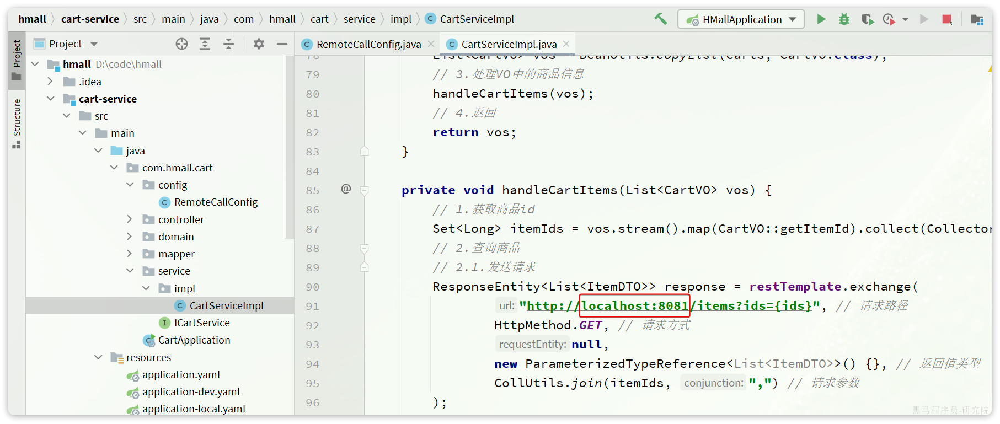 hmall cart-service src main java com hmall cart service impl CartServiceImpl HMallApplication
Project
Structure
Project
RemoteCallConfig.java CartServiceImpl.java
hmall D:\code\hmall
.idea
cart-service
src
main
java
com.hmall.cart
config
RemoteCallConfig
controller
domain
mapper
service
impl
CartServiceImpl
ICartService
CartApplication
resources
application.yaml
application-dev.yaml
application-local.yaml
78 List<CartVO> vos = BeanUtils.copyList(carts, CartVO.class);
79 // 3.处理VO中的商品信息
80 handleCartItems(vos);
81 // 4.返回
82 return vos;
83 }
84
85 @ private void handleCartItems(List<CartVO> vos) {
86 // 1.获取商品id
87 Set<Long> itemIds = vos.stream().map(CartVO::getItemId).collect(Collector
88 // 2.查询商品
89 // 2.1.发送请求
90 ResponseEntity<List<ItemDTO>> response = restTemplate.exchange(
91 url: "http://localhost:8081/items?ids={ids}", // 请求路径
92 HttpMethod.GET, // 请求方式
93 requestEntity: null,
94 new ParameterizedTypeReference<List<ItemDTO>>() {}, // 返回值类型
95 CollUtils.join(itemIds, conjunction: ",") // 请求参数
96 );
黑马程序员-研究院